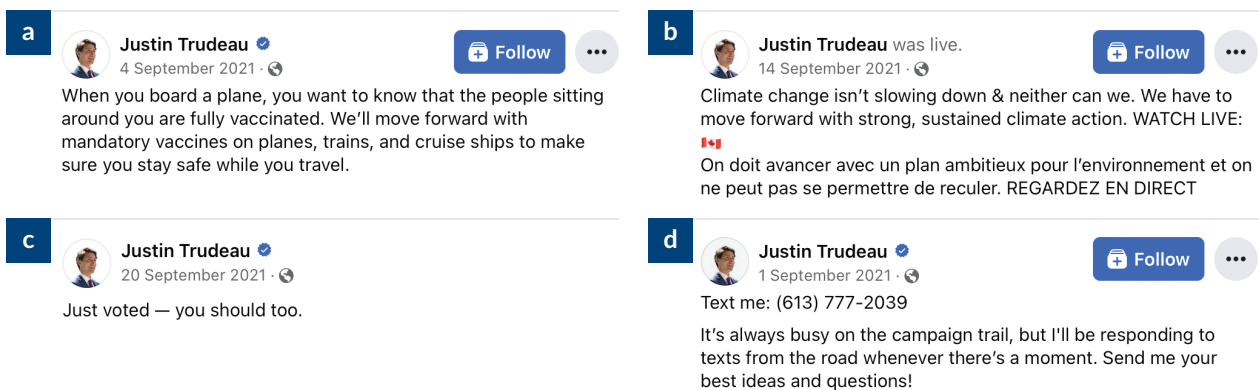 a
Justin Trudeau
Follow
4 September 2021 ·
When you board a plane, you want to know that the people sitting
around you are fully vaccinated. We’ll move forward with
mandatory vaccines on planes, trains, and cruise ships to make
sure you stay safe while you travel.
b
Justin Trudeau was live.
Follow
14 September 2021 ·
Climate change isn’t slowing down & neither can we. We have to
move forward with strong, sustained climate action. WATCH LIVE:
🇨🇦
On doit avancer avec un plan ambitieux pour l’environnement et on
ne peut pas se permettre de reculer. REGARDEZ EN DIRECT
c
Justin Trudeau
20 September 2021 ·
Just voted — you should too.
d
Justin Trudeau
Follow
1 September 2021 ·
Text me: (613) 777-2039
It’s always busy on the campaign trail, but I'll be responding to
texts from the road whenever there’s a moment. Send me your
best ideas and questions!